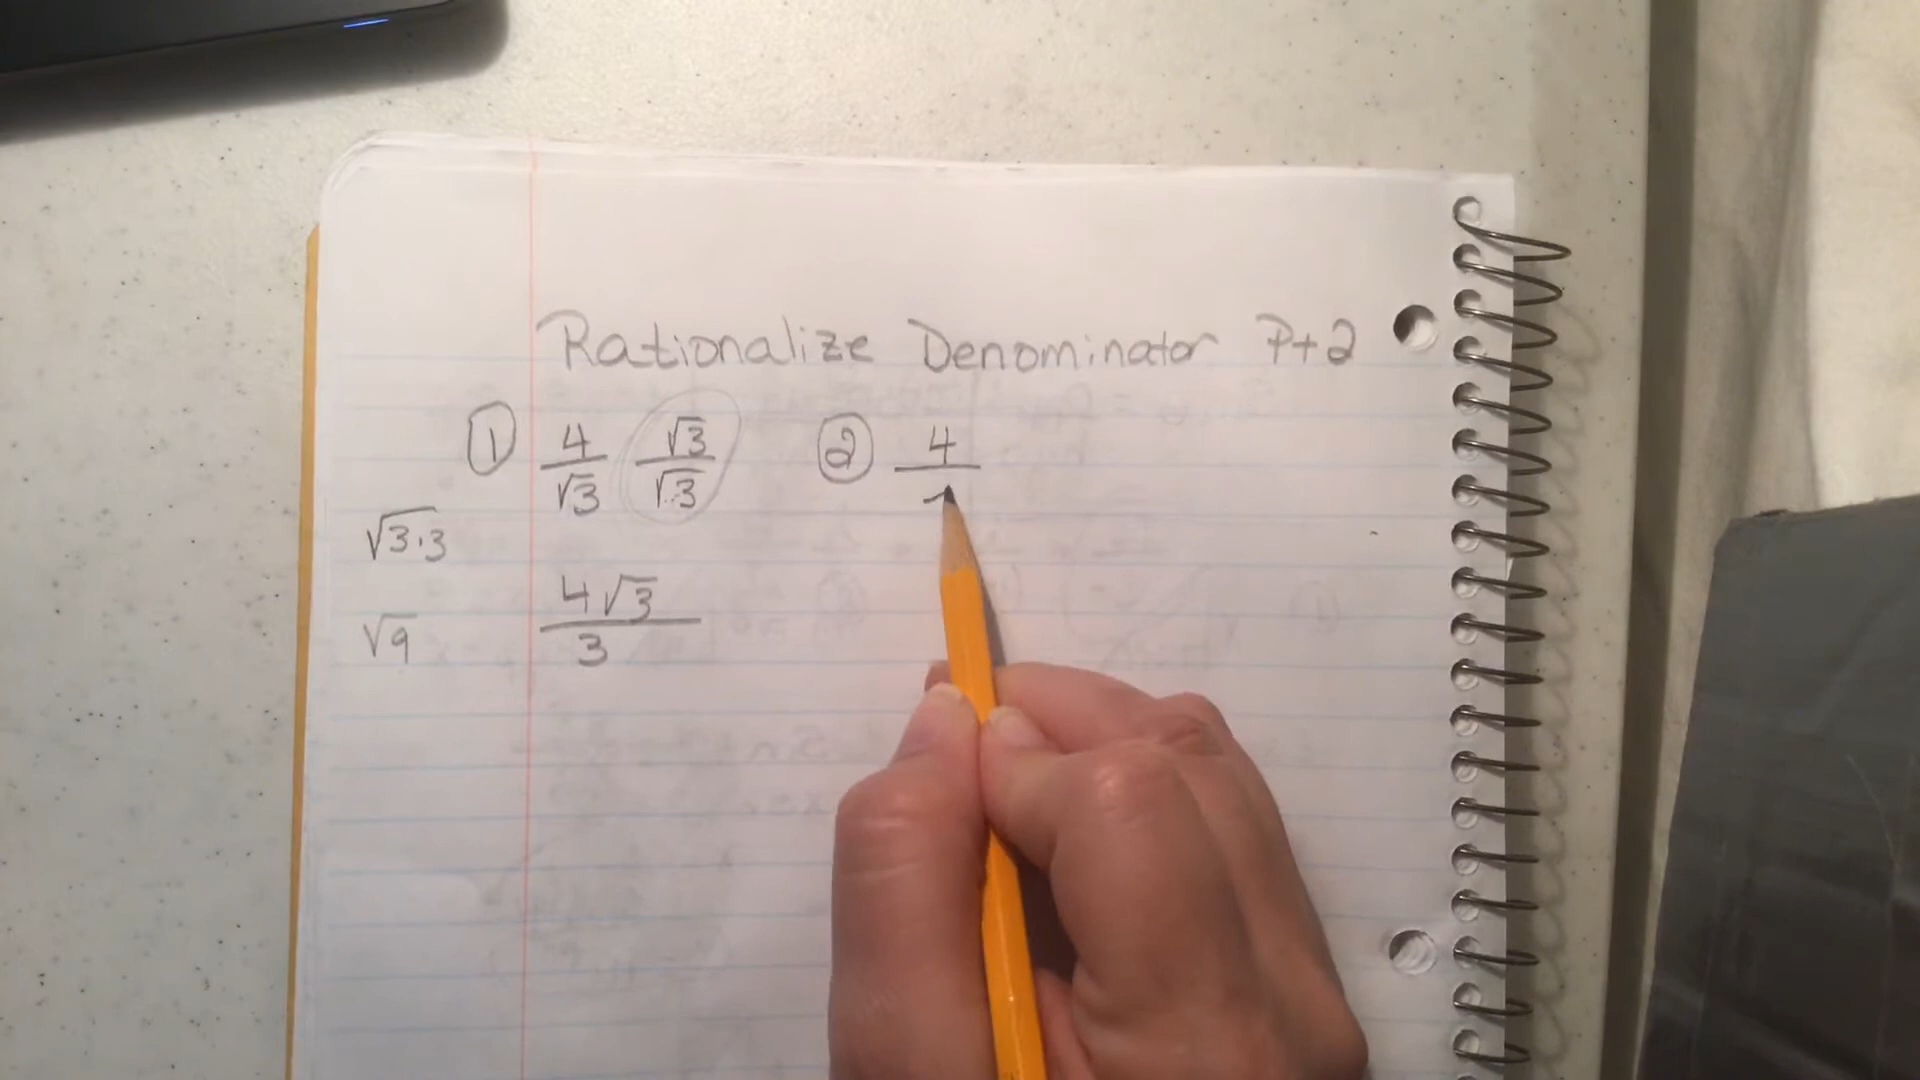 Rationalize Denominator Pt 2
① 4/√3 √3/√3 ② 4
√3·3
4√3/3
√9